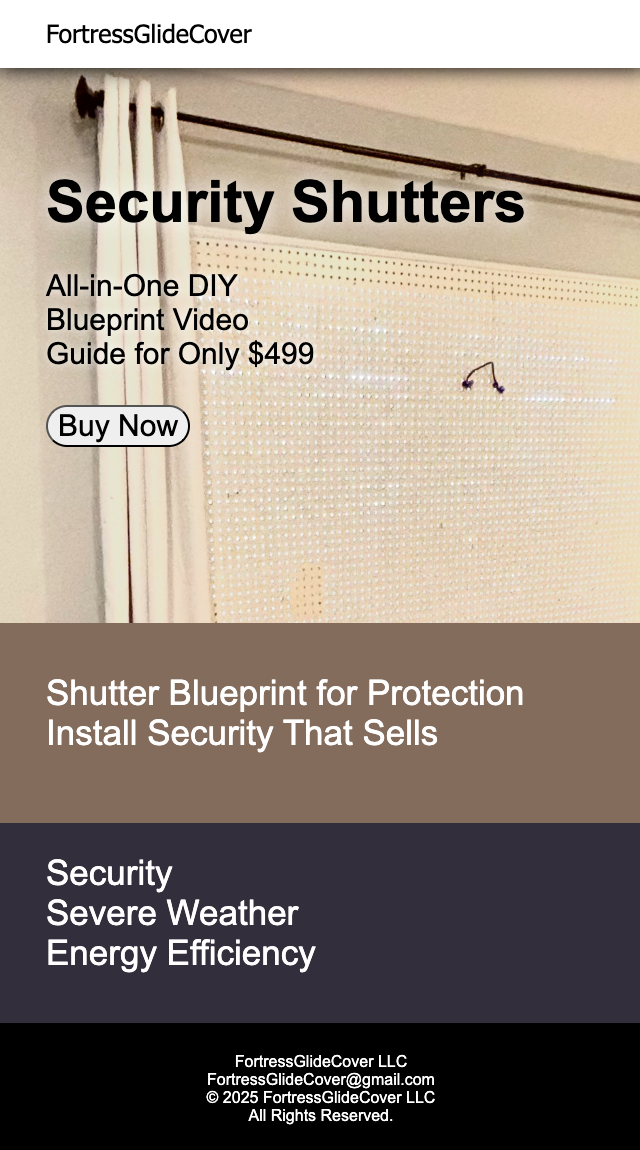 FortressGlideCover
Security Shutters
All-in-One DIY
Blueprint Video
Guide for Only $499
Buy Now
Shutter Blueprint for Protection
Install Security That Sells
Security
Severe Weather
Energy Efficiency
FortressGlideCover LLC
FortressGlideCover@gmail.com
© 2025 FortressGlideCover LLC
All Rights Reserved.